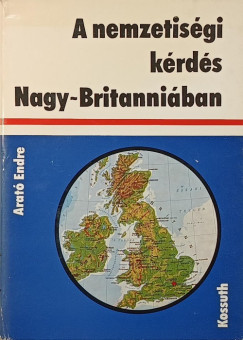 A nemzetiségi
kérdés
Nagy-Britanniában
Arató Endre
Kossuth